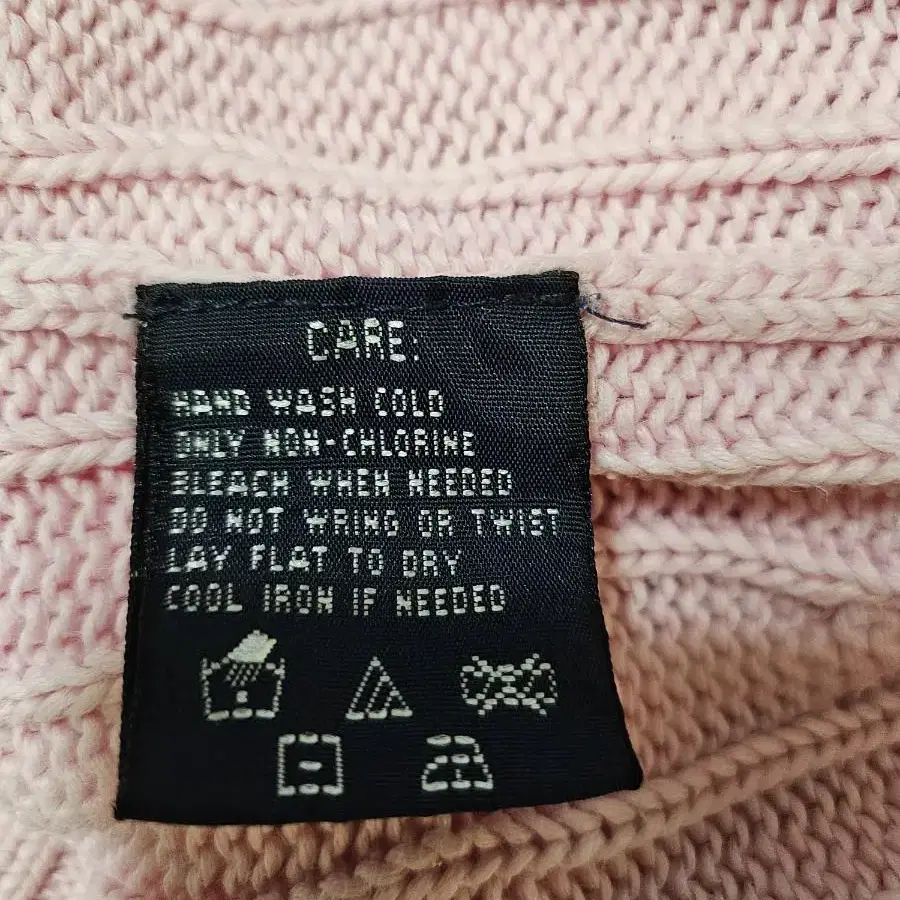 CARE:
HAND WASH COLD
ONLY NON-CHLORINE
BLEACH WHEN NEEDED
DO NOT WRING OR TWIST
LAY FLAT TO DRY
COOL IRON IF NEEDED